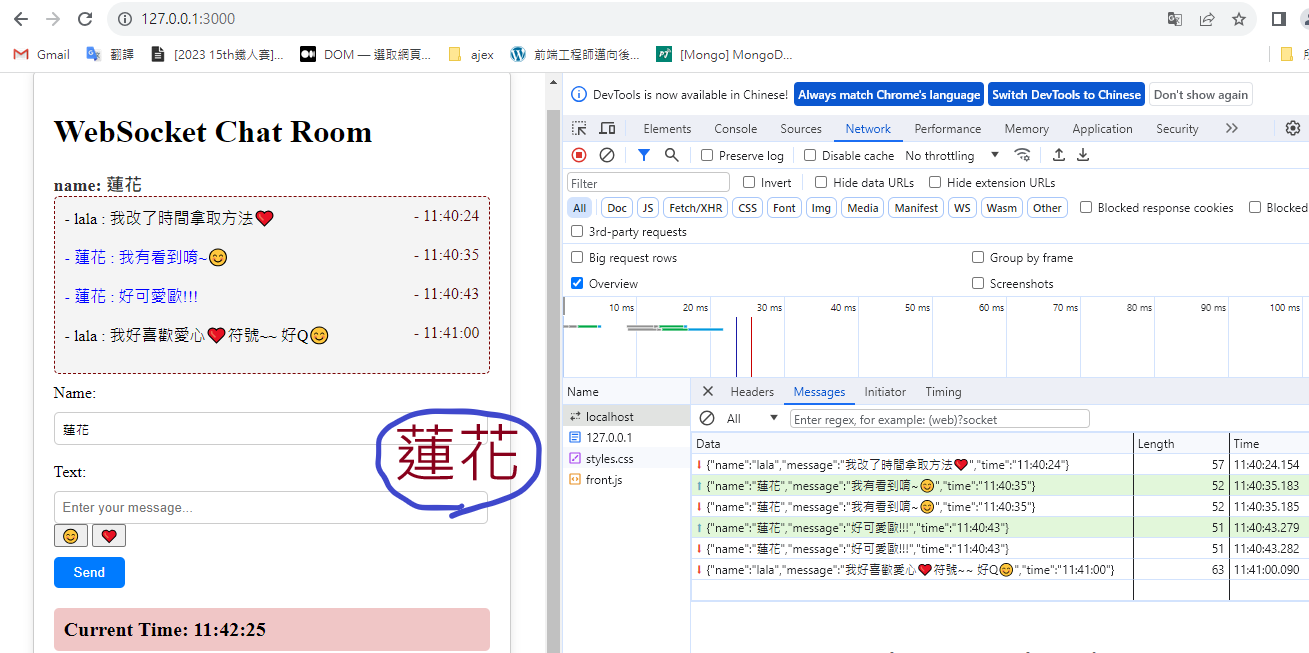 127.0.0.1:3000
Gmail 翻譯 [2023 15th鐵人賽]... DOM — 選取網頁... ajex 前端工程師邁向後... [Mongo] MongoD...
WebSocket Chat Room
name: 蓮花
- lala : 我改了時間拿取方法❤️ - 11:40:24
- 蓮花 : 我有看到唷~😊 - 11:40:35
- 蓮花 : 好可愛歐!!! - 11:40:43
- lala : 我好喜歡愛心❤️符號~~ 好Q😊 - 11:41:00
Name:
蓮花
蓮花
Text:
Enter your message...
😊 ❤️
Send
Current Time: 11:42:25
DevTools is now available in Chinese! Always match Chrome's language Switch DevTools to Chinese Don't show again
Elements Console Sources Network Performance Memory Application Security
Preserve log Disable cache No throttling
Filter Invert Hide data URLs Hide extension URLs
All Doc JS Fetch/XHR CSS Font Img Media Manifest WS Wasm Other Blocked response cookies Blocked
3rd-party requests
Big request rows Group by frame
Overview Screenshots
10 ms 20 ms 30 ms 40 ms 50 ms 60 ms 70 ms 80 ms 90 ms 100 ms
Name
localhost
127.0.0.1
styles.css
front.js
Headers Messages Initiator Timing
All Enter regex, for example: (web)?socket
Data Length Time
{"name":"lala","message":"我改了時間拿取方法❤️","time":"11:40:24"} 57 11:40:24.154
{"name":"蓮花","message":"我有看到唷~😊","time":"11:40:35"} 52 11:40:35.183
{"name":"蓮花","message":"我有看到唷~😊","time":"11:40:35"} 52 11:40:35.185
{"name":"蓮花","message":"好可愛歐!!!","time":"11:40:43"} 51 11:40:43.279
{"name":"蓮花","message":"好可愛歐!!!","time":"11:40:43"} 51 11:40:43.282
{"name":"lala","message":"我好喜歡愛心❤️符號~~ 好Q😊","time":"11:41:00"} 63 11:41:00.090